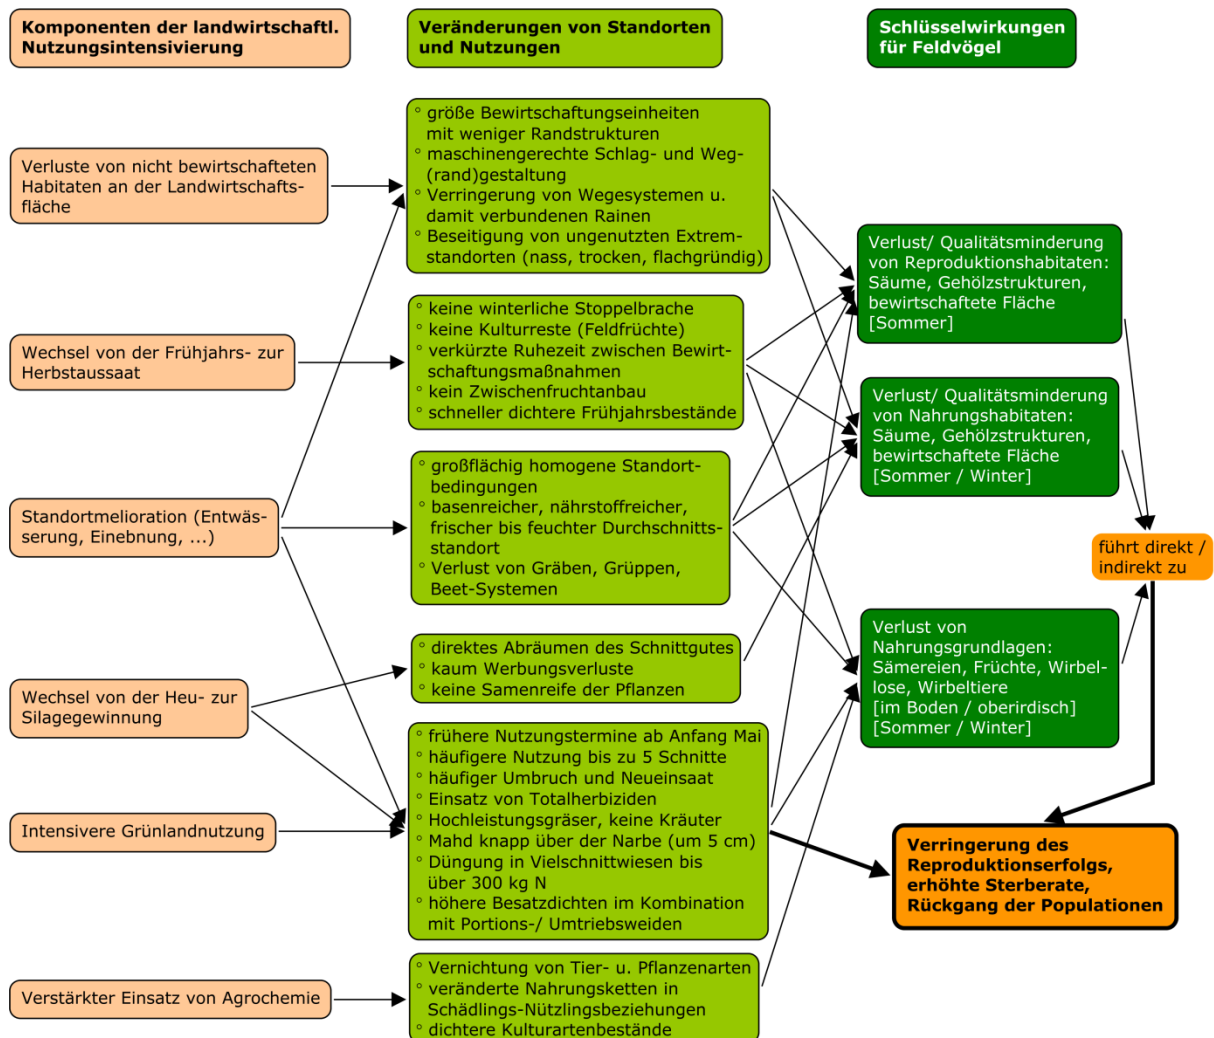 Komponenten der landwirtschaftl.
Nutzungsintensivierung
Veränderungen von Standorten
und Nutzungen
Schlüsselwirkungen
für Feldvögel
Verluste von nicht bewirtschafteten
Habitaten an der Landwirtschafts-
fläche
Wechsel von der Frühjahrs- zur
Herbstaussaat
Standortmelioration (Entwäs-
serung, Einebnung, ...)
Wechsel von der Heu- zur
Silagegewinnung
Intensivere Grünlandnutzung
Verstärkter Einsatz von Agrochemie
° größe Bewirtschaftungseinheiten
mit weniger Randstrukturen
° maschinengerechte Schlag- und Weg-
(rand)gestaltung
° Verringerung von Wegesystemen u.
damit verbundenen Rainen
° Beseitigung von ungenutzten Extrem-
standorten (nass, trocken, flachgründig)
° keine winterliche Stoppelbrache
° keine Kulturreste (Feldfrüchte)
° verkürzte Ruhezeit zwischen Bewirt-
schaftungsmaßnahmen
° kein Zwischenfruchtanbau
° schneller dichtere Frühjahrsbestände
° großflächig homogene Standort-
bedingungen
° basenreicher, nährstoffreicher,
frischer bis feuchter Durchschnitts-
standort
° Verlust von Gräben, Grüppen,
Beet-Systemen
° direktes Abräumen des Schnittgutes
° kaum Werbungsverluste
° keine Samenreife der Pflanzen
° frühere Nutzungstermine ab Anfang Mai
° häufigere Nutzung bis zu 5 Schnitte
° häufiger Umbruch und Neueinsaat
° Einsatz von Totalherbiziden
° Hochleistungsgräser, keine Kräuter
° Mahd knapp über der Narbe (um 5 cm)
° Düngung in Vielschnittwiesen bis
über 300 kg N
° höhere Besatzdichten im Kombination
mit Portions-/ Umtriebsweiden
° Vernichtung von Tier- u. Pflanzenarten
° veränderte Nahrungsketten in
Schädlings-Nützlingsbeziehungen
° dichtere Kulturartenbestände
Verlust/ Qualitätsminderung
von Reproduktionshabitaten:
Säume, Gehölzstrukturen,
bewirtschaftete Fläche
[Sommer]
Verlust/ Qualitätsminderung
von Nahrungshabitaten:
Säume, Gehölzstrukturen,
bewirtschaftete Fläche
[Sommer / Winter]
Verlust von
Nahrungsgrundlagen:
Sämereien, Früchte, Wirbel-
lose, Wirbeltiere
[im Boden / oberirdisch]
[Sommer / Winter]
führt direkt /
indirekt zu
Verringerung des
Reproduktionserfolgs,
erhöhte Sterberate,
Rückgang der Populationen